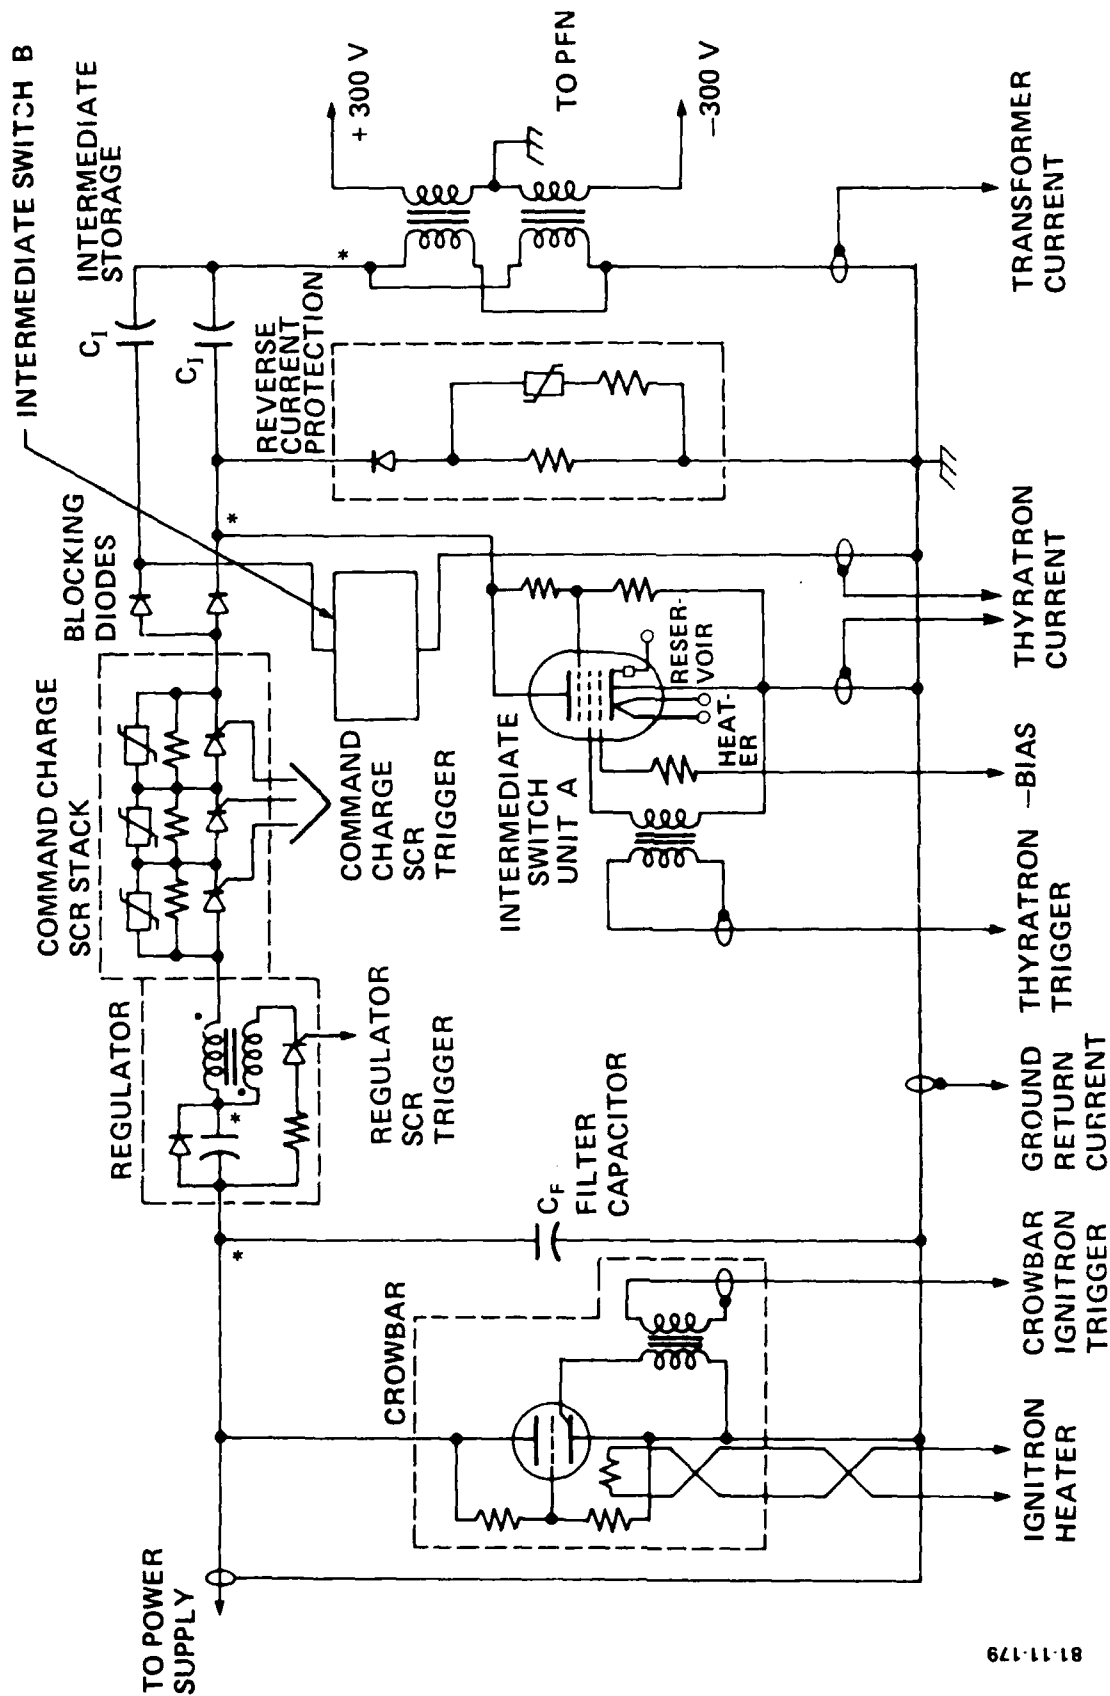 INTERMEDIATE SWITCH B
INTERMEDIATE
STORAGE
BLOCKING
DIODES
COMMAND CHARGE
SCR STACK
REGULATOR
TO POWER
SUPPLY
C_I
C_I
+ 300 V
TO PFN
–300 V
*
*
*
*
REVERSE
CURRENT
PROTECTION
COMMAND
CHARGE
SCR
TRIGGER
REGULATOR
SCR
TRIGGER
INTERMEDIATE
SWITCH
UNIT A
RESER-
VOIR
HEAT-
ER
C_F
FILTER
CAPACITOR
CROWBAR
IGNITRON
HEATER
CROWBAR
IGNITRON
TRIGGER
GROUND
RETURN
CURRENT
THYRATRON
TRIGGER
–BIAS
THYRATRON
CURRENT
TRANSFORMER
CURRENT
81-11-179